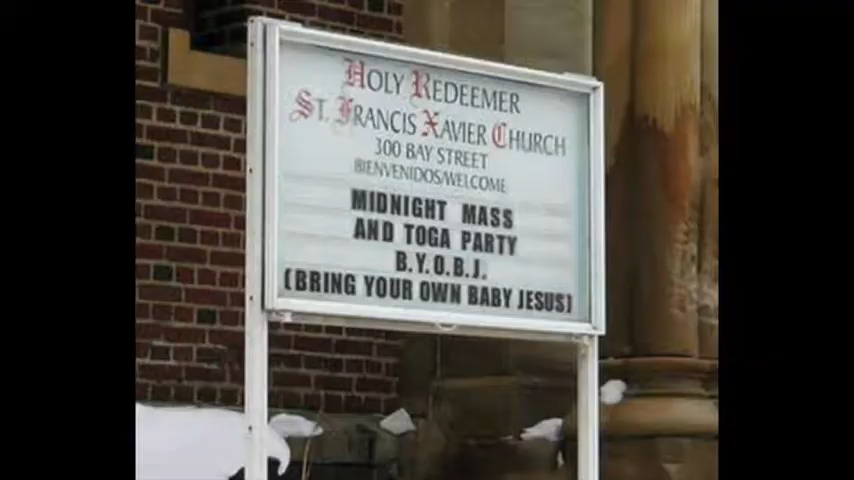 HOLY REDEEMER
ST. FRANCIS XAVIER CHURCH
300 BAY STREET
BIENVENIDOS/WELCOME
MIDNIGHT MASS
AND TOGA PARTY
B.Y.O.B.J.
(BRING YOUR OWN BABY JESUS)